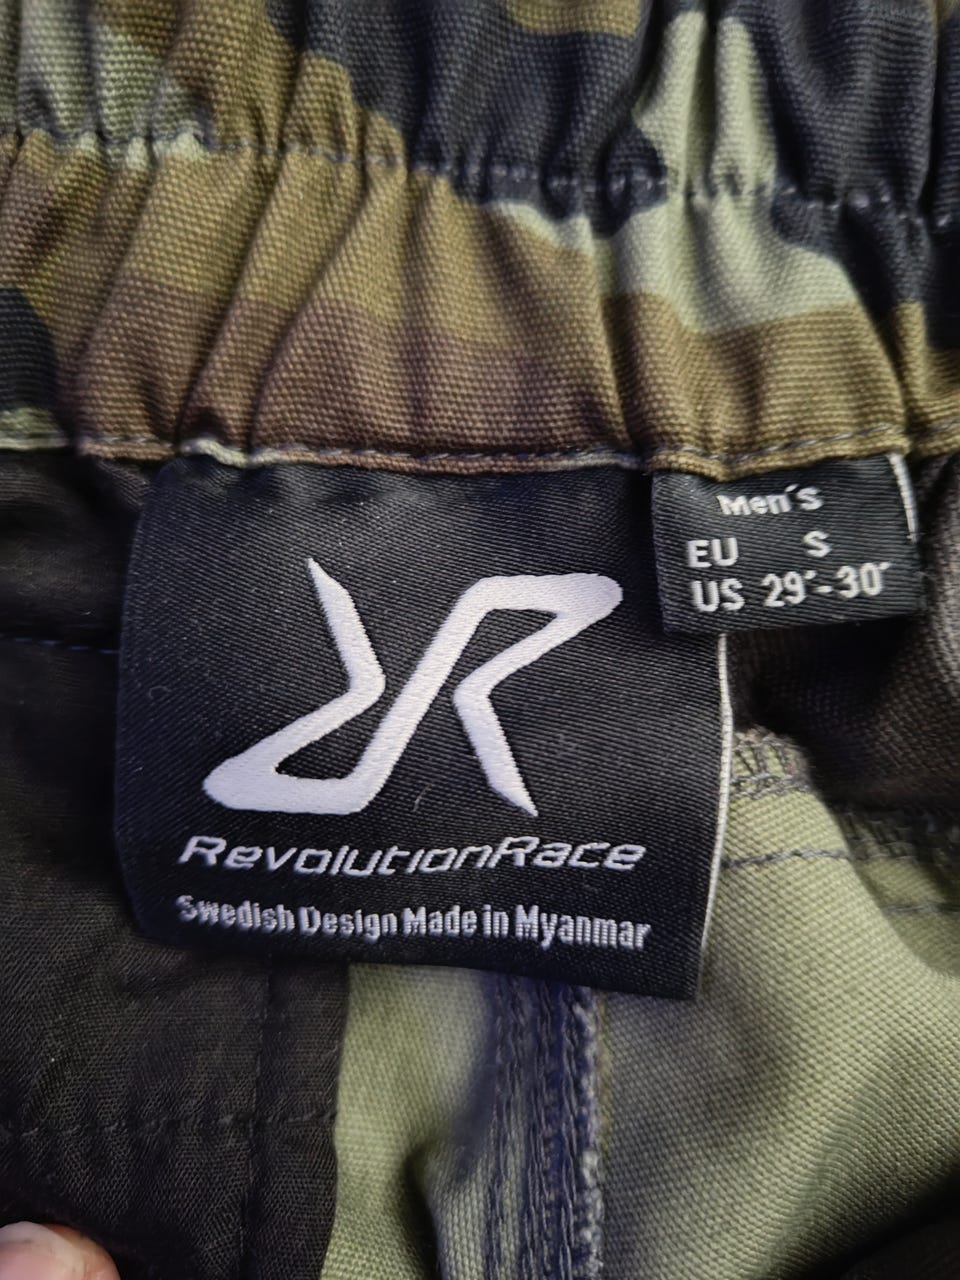 Men's
EU S
US 29"-30"
RevolutionRace
Swedish Design Made in Myanmar